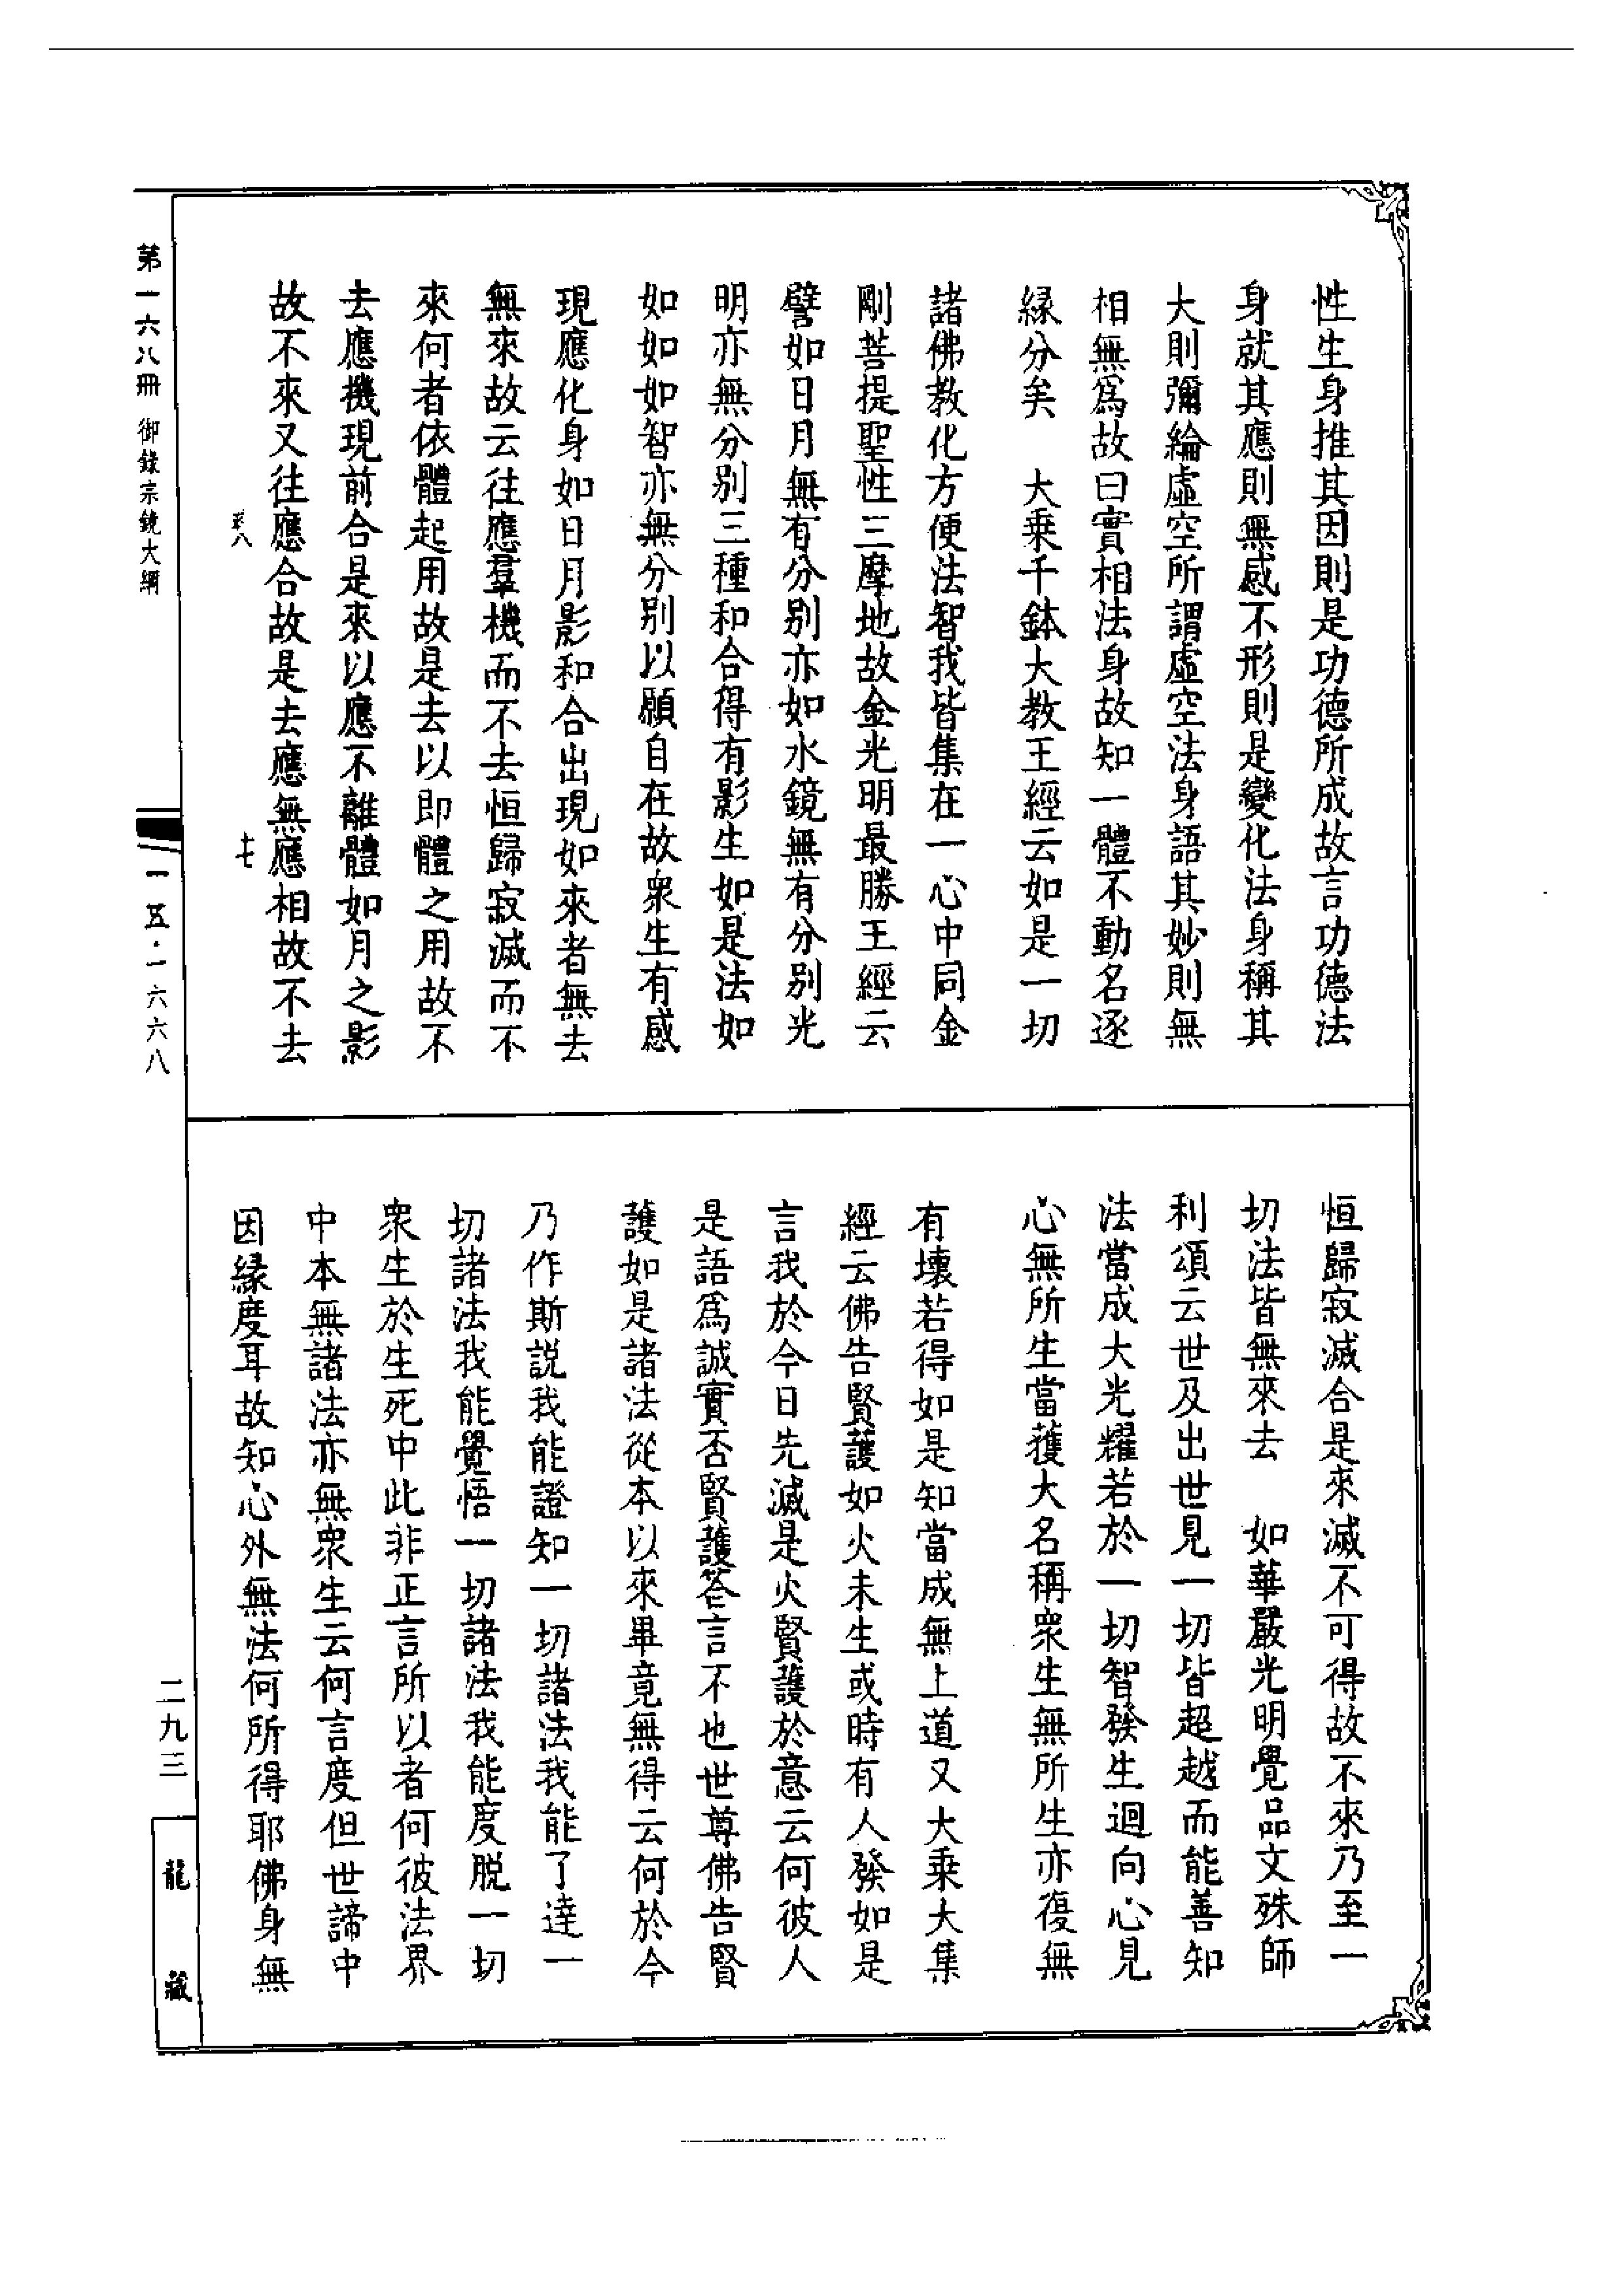 性生身推其因則是功德所成故言功德法
身就其應則無感不形則是變化法身稱其
大則彌綸虛空所謂虛空法身語其妙則無
相無爲故曰實相法身故知一體不動名逐
緣分矣　大乘千鉢大教王經云如是一切
諸佛教化方便法智我皆集在一心中同金
剛菩提聖性三摩地故金光明最勝王經云
譬如日月無有分别亦如水鏡無有分别光
明亦無分别三種和合得有影生如是法如
如如如智亦無分别以願自在故衆生有感
現應化身如日月影和合出現如來者無去
無來故云往應羣機而不去恒歸寂滅而不
來何者依體起用故是去以即體之用故不
去應機現前合是來以應不離體如月之影
故不來又往應合故是去應無應相故不去
恒歸寂滅合是來滅不可得故不來乃至一
切法皆無來去　如華嚴光明覺品文殊師
利頌云世及出世見一切皆超越而能善知
法當成大光耀若於一切智發生迴向心見
心無所生當獲大名稱衆生無所生亦復無
有壞若得如是知當成無上道又大乘大集
經云佛告賢護如火未生或時有人發如是
言我於今日先滅是火賢護於意云何彼人
是語爲誠實否賢護答言不也世尊佛告賢
護如是諸法從本以來畢竟無得云何於今
乃作斯説我能證知一切諸法我能了達一
切諸法我能覺悟一切諸法我能度脱一切
衆生於生死中此非正言所以者何彼法界
中本無諸法亦無衆生云何言度但世諦中
因緣度耳故知心外無法何所得耶佛身無
十七
第一六八冊　御錄宗鏡大綱
一五·一六六八
二九三
龍藏